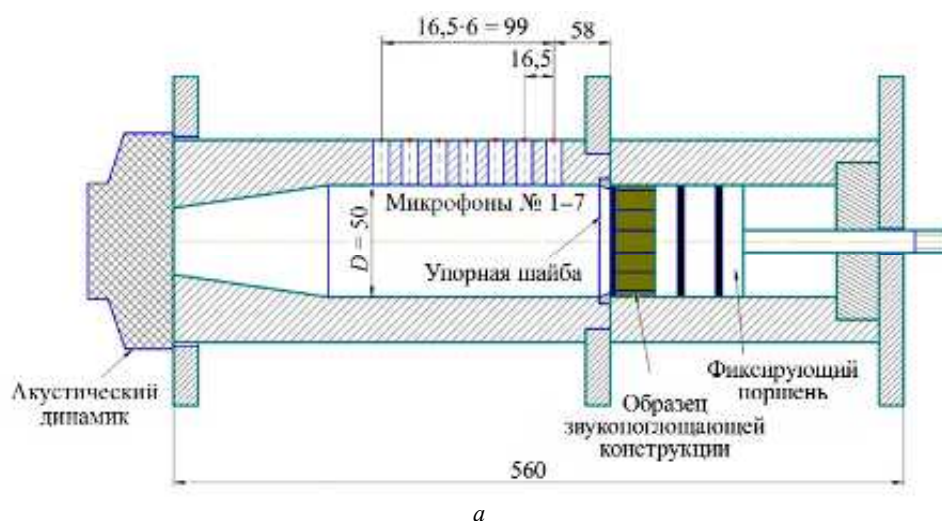 16,5·6 = 99
58
16,5
Микрофоны № 1–7
D = 50
Упорная шайба
Акустический
динамик
Фиксирующий
поршень
Образец
звукопоглощающей
конструкции
560
а